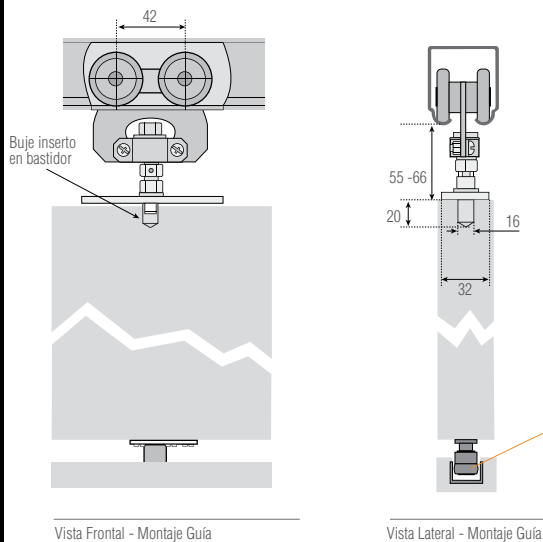 42
Buje inserto
en bastidor
Vista Frontal - Montaje Guía
55 -66
20
16
32
Vista Lateral - Montaje Guía